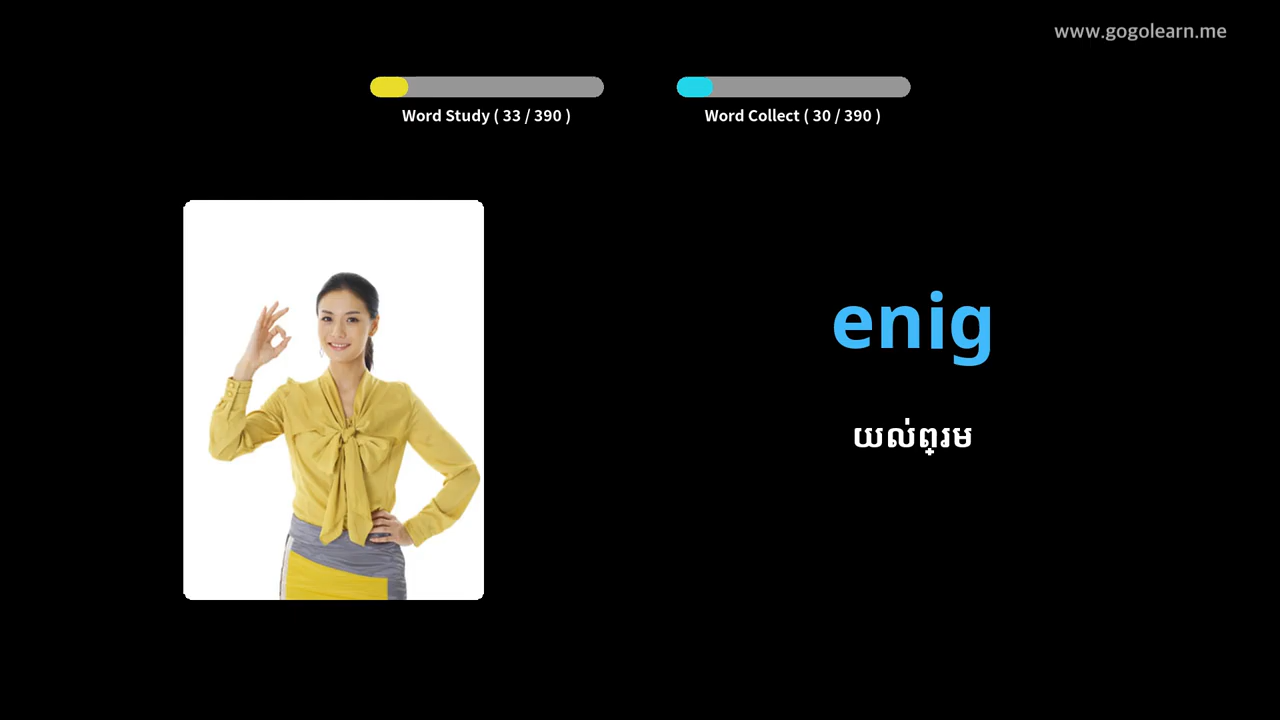 www.gogolearn.me
Word Study ( 33 / 390 )
Word Collect ( 30 / 390 )
enig
យល់ព្រម